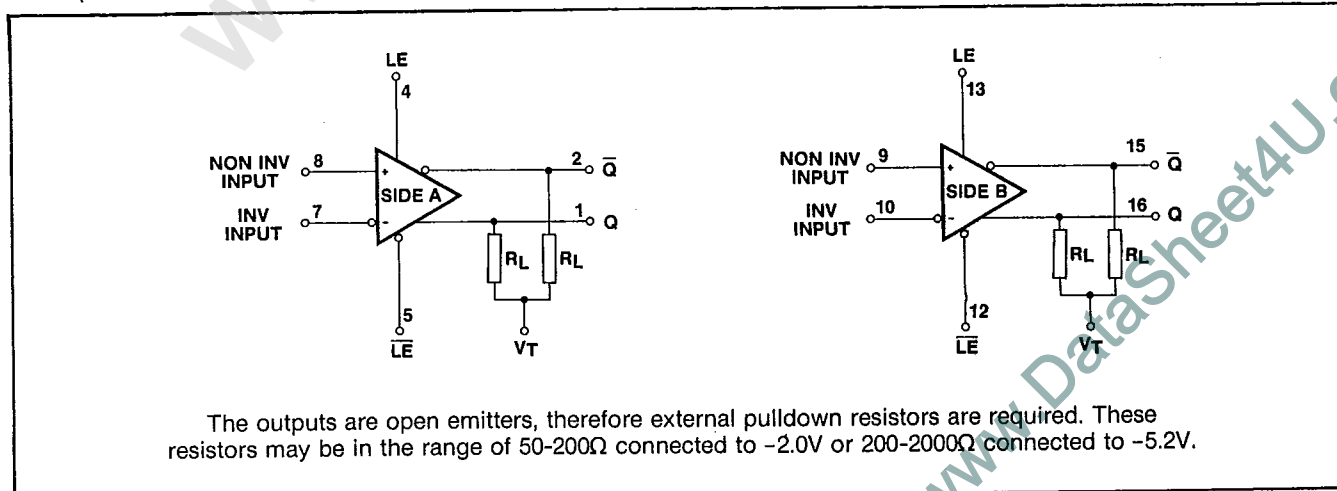 LE
4
NON INV
INPUT
8
+
SIDE A
2
Q̅
INV
INPUT
7
-
1
Q
RL
RL
5
L̅E̅
VT
LE
13
NON INV
INPUT
9
+
SIDE B
15
Q̅
INV
INPUT
10
-
16
Q
RL
RL
12
L̅E̅
VT
The outputs are open emitters, therefore external pulldown resistors are required. These
resistors may be in the range of 50-200Ω connected to -2.0V or 200-2000Ω connected to -5.2V.
www.DataSheet4U.